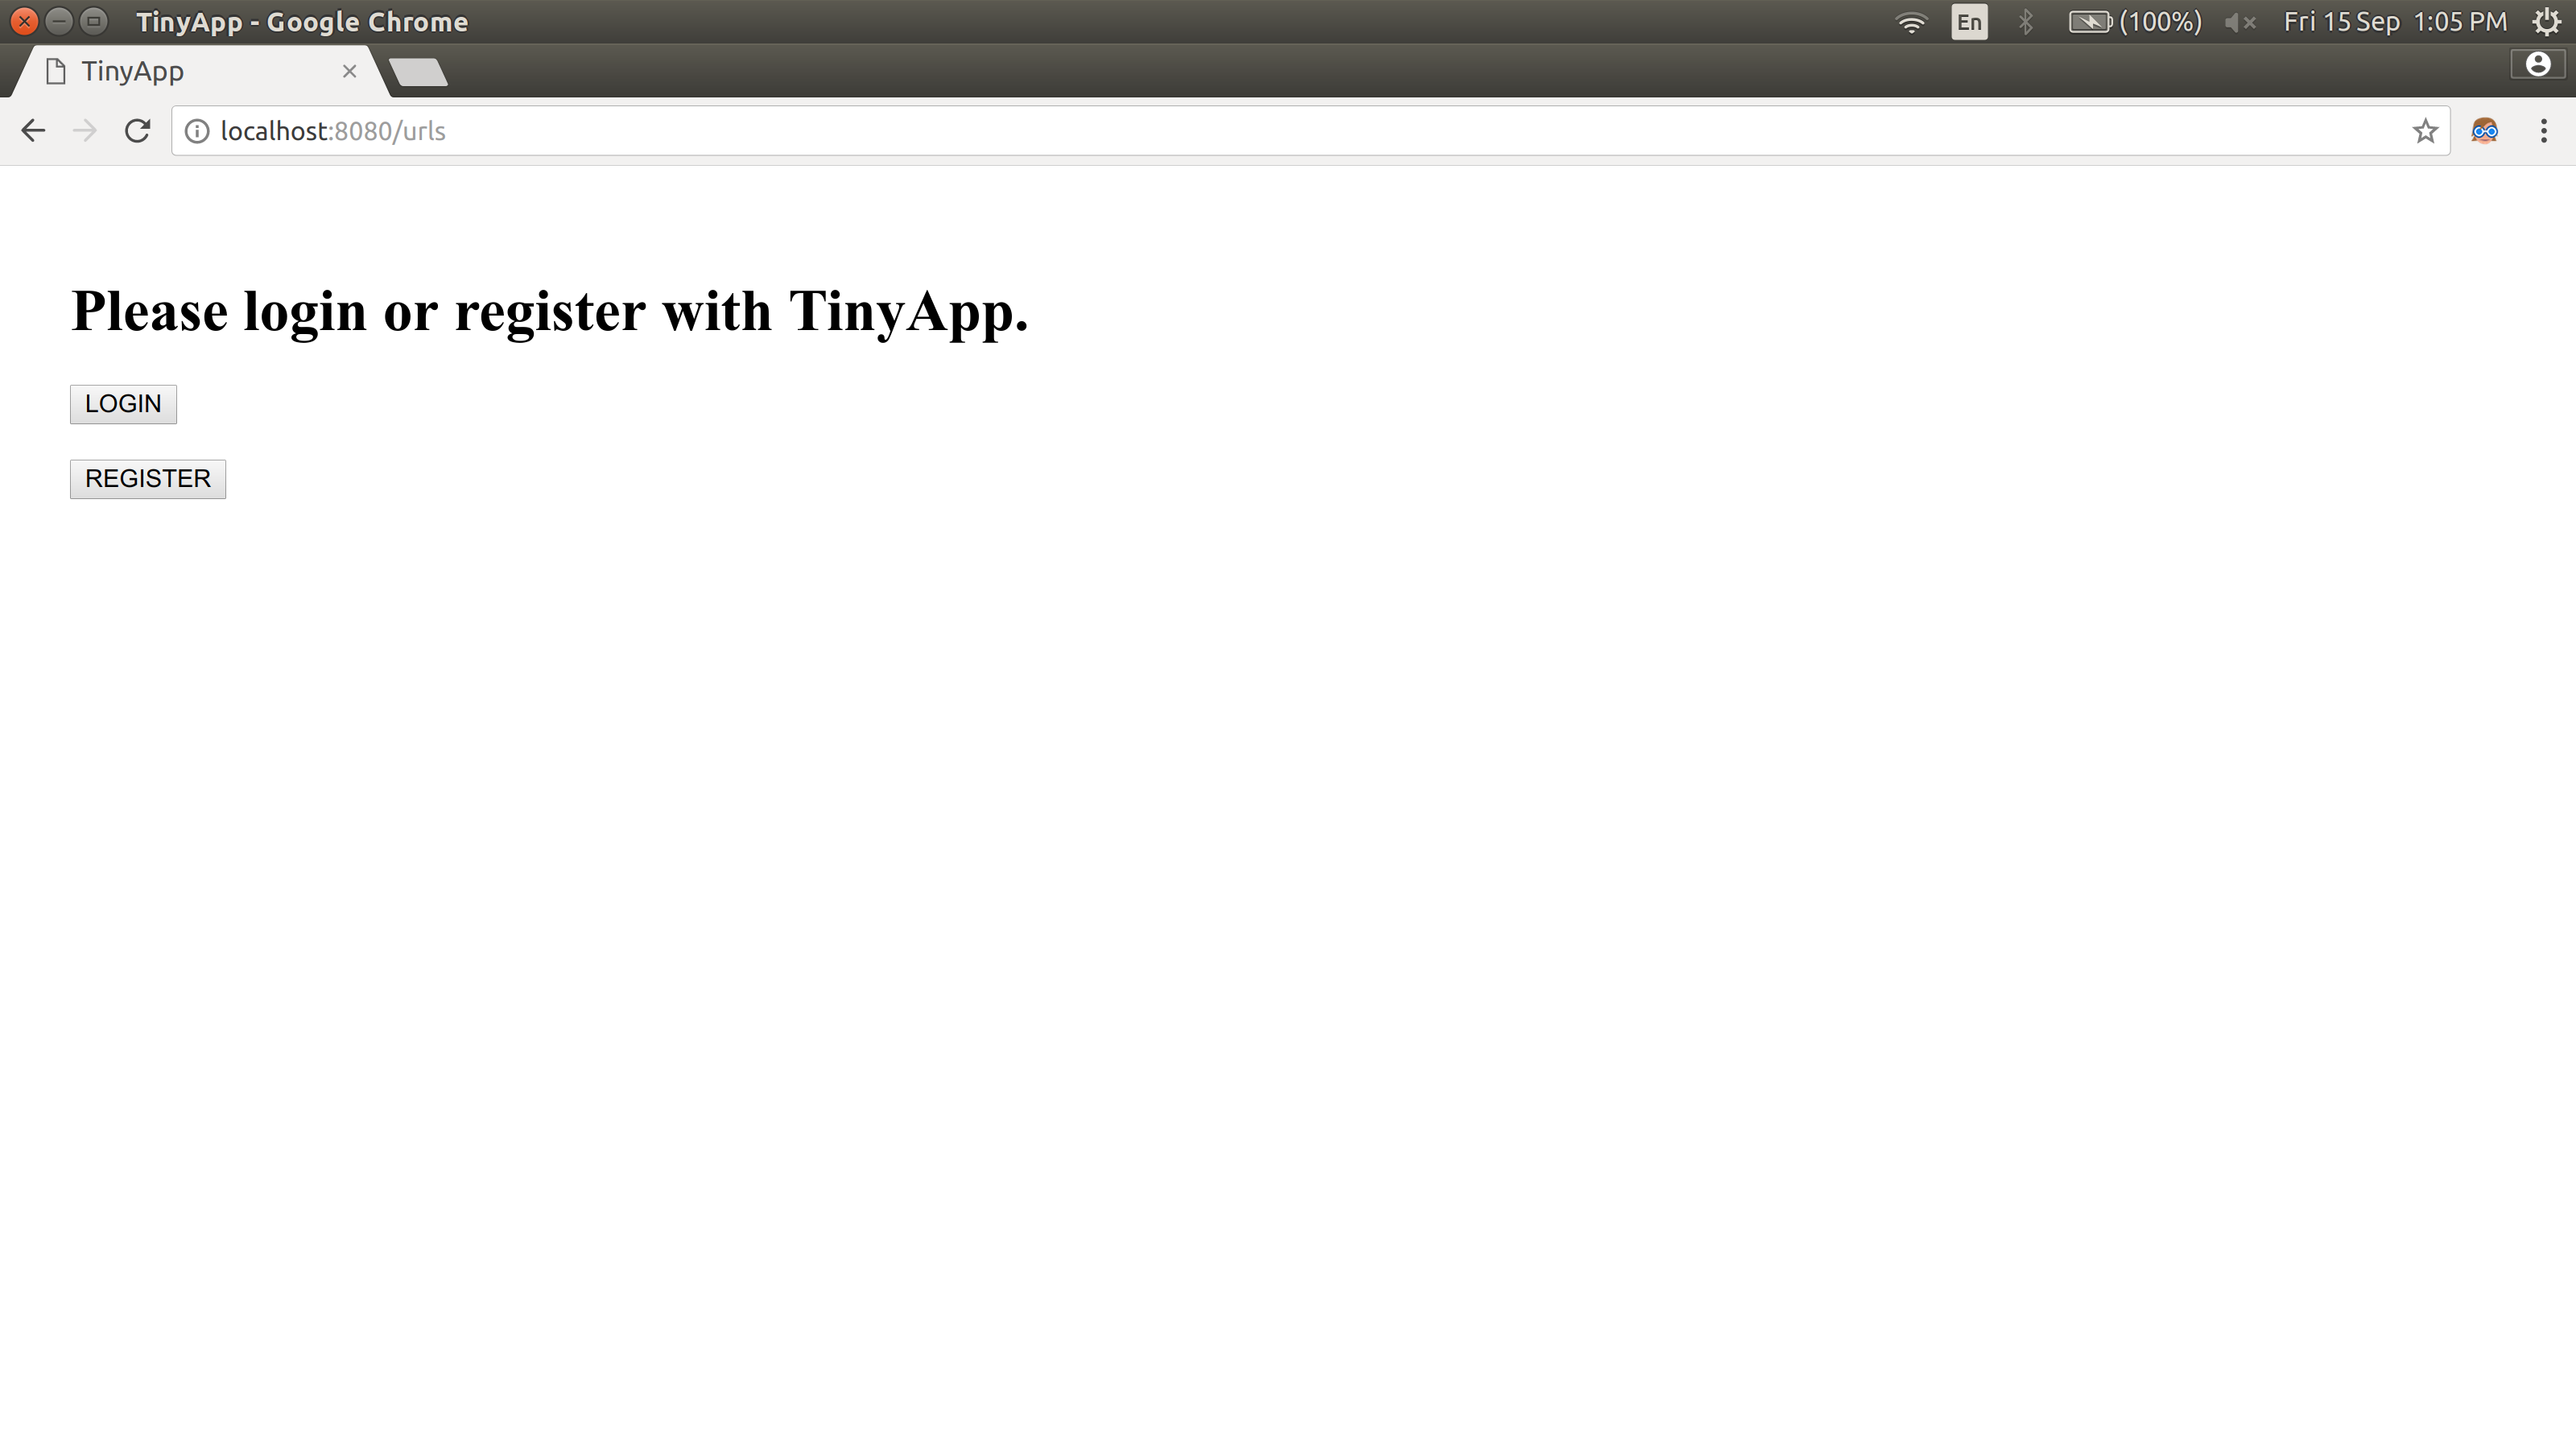 TinyApp - Google Chrome
En
(100%)
Fri 15 Sep 1:05 PM
TinyApp
localhost:8080/urls
Please login or register with TinyApp.
LOGIN
REGISTER